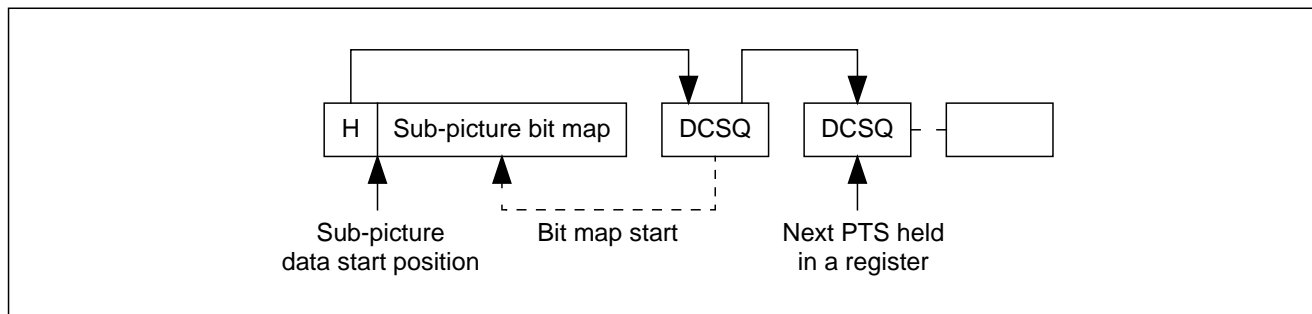 H
Sub-picture bit map
DCSQ
DCSQ
Sub-picture
data start position
Bit map start
Next PTS held
in a register